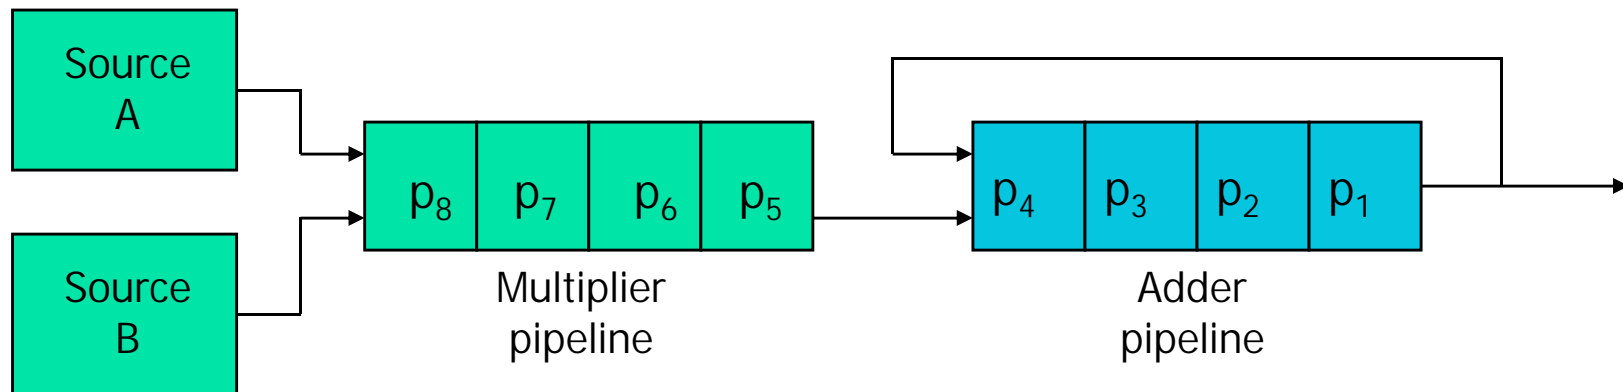 Source
A
p₈ p₇ p₆ p₅
p₄ p₃ p₂ p₁
Source
B
Multiplier
pipeline
Adder
pipeline